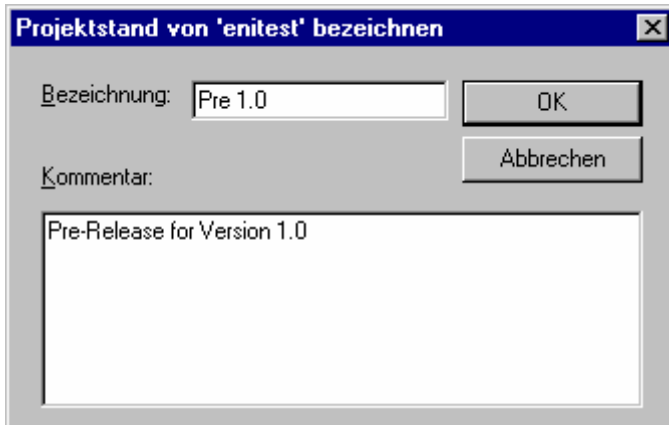 Projektstand von 'enitest' bezeichnen
Bezeichnung: Pre 1.0 OK
Abbrechen
Kommentar:
Pre-Release for Version 1.0